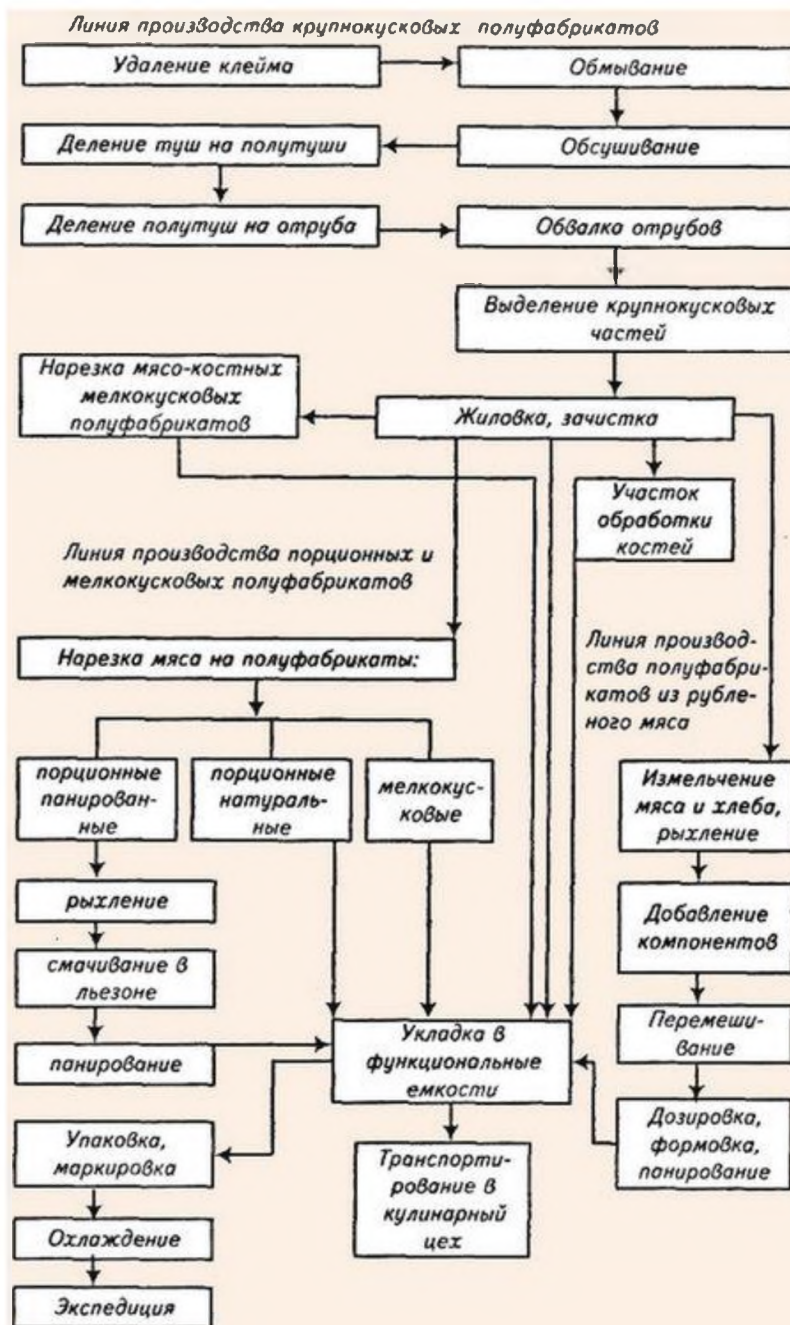 Линия производства крупнокусковых полуфабрикатов
Удаление клейма
Обмывание
Деление туш на полутуши
Обсушивание
Деление полутуш на отруба
Обвалка отрубов
Выделение крупнокусковых
частей
Нарезка мясо-костных
мелкокусковых
полуфабрикатов
Жиловка, зачистка
Участок
обработки
костей
Линия производства порционных и
мелкокусковых полуфабрикатов
Линия производ-
ства полуфабри-
катов из рубле-
ного мяса
Нарезка мяса на полуфабрикаты:
порционные
панирован-
ные
порционные
натураль-
ные
мелкокус-
ковые
Измельчение
мяса и хлеба,
рыхление
рыхление
Добавление
компонентов
смачивание в
льезоне
Перемеши-
вание
панирование
Укладка в
функциональные
емкости
Дозировка,
формовка,
панирование
Упаковка,
маркировка
Транспорти-
рование в
кулинарный
цех
Охлаждение
Экспедиция